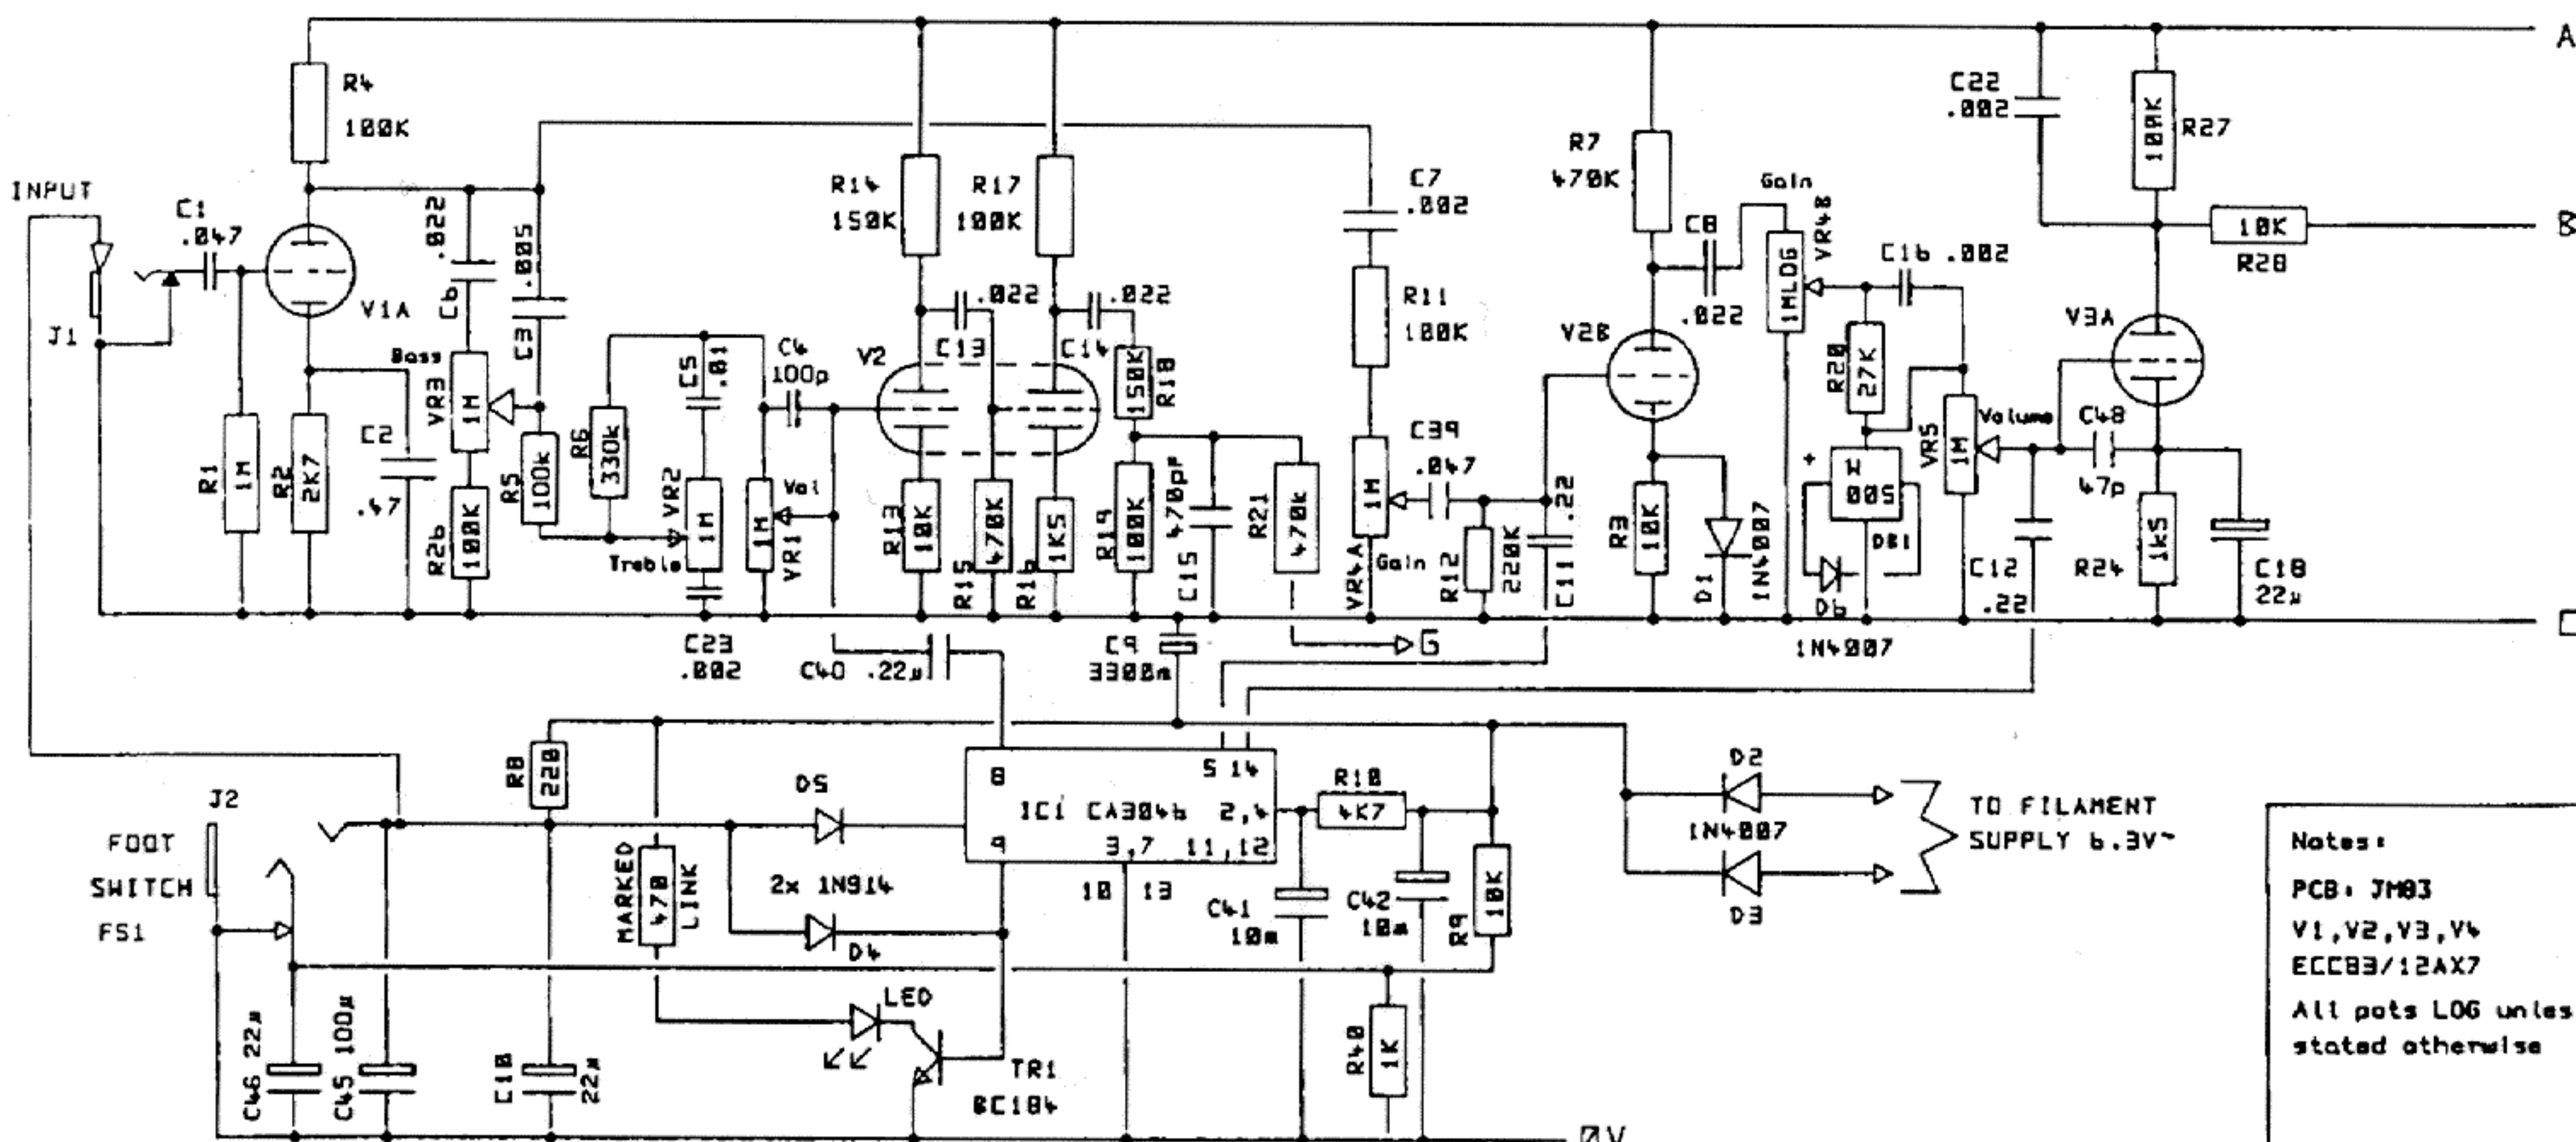 A
R4
100K
INPUT
C1
.047
J1
V1A
R1
1M
R2
2K7
C2
.47
.022
C6
.005
C3
Bass
VR3
1M
R26
100K
R5
100k
R6
330k
C5
.01
VR2
1M
Treble
C23
.002
C4
100p
Vol
1M
VR1
V2
R14
150K
R17
100K
.022
C13
.022
C14
R13
10K
R15
470K
R16
1K5
150K
R18
R19
100K
470pF
C15
R21
470k
G
C40 .22µ
C9
3300m
C7
.002
R11
100K
1M
VR4A
Gain
C39
.047
R12
220K
.22
C11
R7
470K
V2B
R3
10K
D1
1N4007
C8
.022
Gain
VR4B
1MLOG
C16 .002
R20
27K
W
005
DB1
+
D6
1N4007
VR5
1M
Volume
C12
.22
C48
47p
V3A
C22
.002
100K
R27
10K
R28
B
R24
1k5
C18
22µ
J2
FOOT
SWITCH
FS1
C46 22µ
C45 100µ
R8
220
C10
22µ
MARKED
470
LINK
D5
2x 1N914
D4
LED
TR1
BC184
8
5 14
IC1 CA3046
2,4
9
3,7 11,12
10 13
R10
4K7
C41
10m
C42
10m
R9
10K
R40
1K
0V
D2
1N4007
D3
TO FILAMENT
SUPPLY 6.3V~
Notes:
PCB: JM83
V1,V2,V3,V4
ECC83/12AX7
All pots LOG unles
stated otherwise